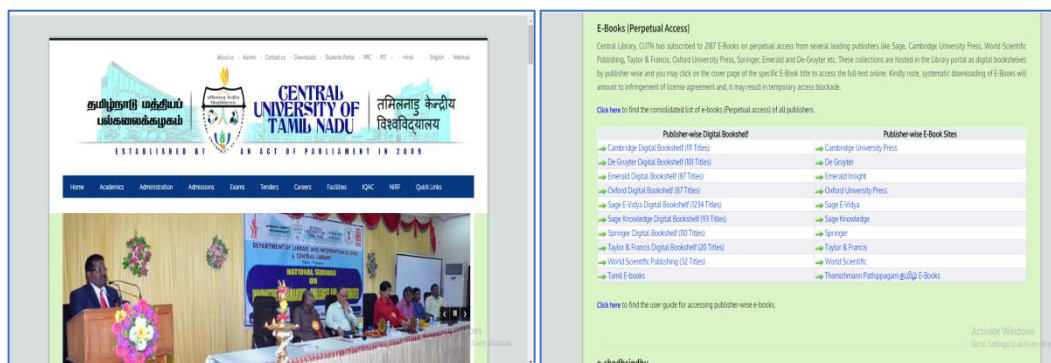 About us - Alumni - Contact us - Downloads - Students Portal - PRC - RTI - Hindi - English - Webmail
தமிழ்நாடு மத்தியப்
பல்கலைக்கழகம்
CENTRAL
UNIVERSITY OF
TAMIL NADU
तमिलनाडु केन्द्रीय
विश्वविद्यालय
ESTABLISHED BY AN ACT OF PARLIAMENT IN 2009
Home Academics Administration Admissions Exams Tenders Careers Facilities IQAC NIRF Quick Links
DEPARTMENT OF LIBRARY AND INFORMATION SCIENCE
& CENTRAL LIBRARY
NATIONAL SEMINAR
ON
E-Books (Perpetual Access)
Central Library, CUTN has subscribed to 2187 E-Books on perpetual access from several leading publishers like Sage, Cambridge University Press, World Scientific
Publishing, Taylor & Francis, Oxford University Press, Springer, Emerald and De-Gruyter etc. These collections are hosted in the Library portal as digital bookshelves
by publisher-wise and you may click on the cover page of the specific E-Book title to access the full-text online. Kindly note, systematic downloading of E-Books will
amount to infringement of license agreement and, it may result in temporary access blockade.
Click here to find the consolidated list of e-books (Perpetual access) of all publishers.
Publisher-wise Digital Bookshelf Publisher-wise E-Book Sites
Cambridge Digital Bookshelf (111 Titles) Cambridge University Press
De Gruyter Digital Bookshelf (101 Titles) De Gruyter
Emerald Digital Bookshelf (87 Titles) Emerald Insight
Oxford Digital Bookshelf (87 Titles) Oxford University Press
Sage E-Vidya Digital Bookshelf (1234 Titles) Sage E-Vidya
Sage Knowledge Digital Bookshelf (93 Titles) Sage Knowledge
Springer Digital Bookshelf (110 Titles) Springer
Taylor & Francis Digital Bookshelf (20 Titles) Taylor & Francis
World Scientific Publishing (32 Titles) World Scientific
Tamil E-books Thamizhmann Pathippagam தமிழ் E-Books
Click here to find the user guide for accessing publisher-wise e-books.
Activate Windows
Go to Settings to activate
e-shodhsindhu